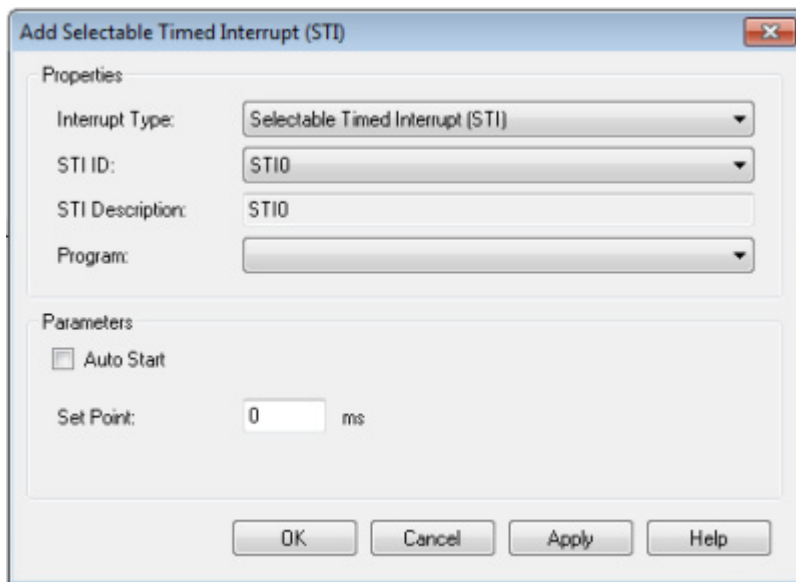 Add Selectable Timed Interrupt (STI)
Properties
Interrupt Type: Selectable Timed Interrupt (STI)
STI ID: STI0
STI Description: STI0
Program:
Parameters
Auto Start
Set Point: 0 ms
OK Cancel Apply Help